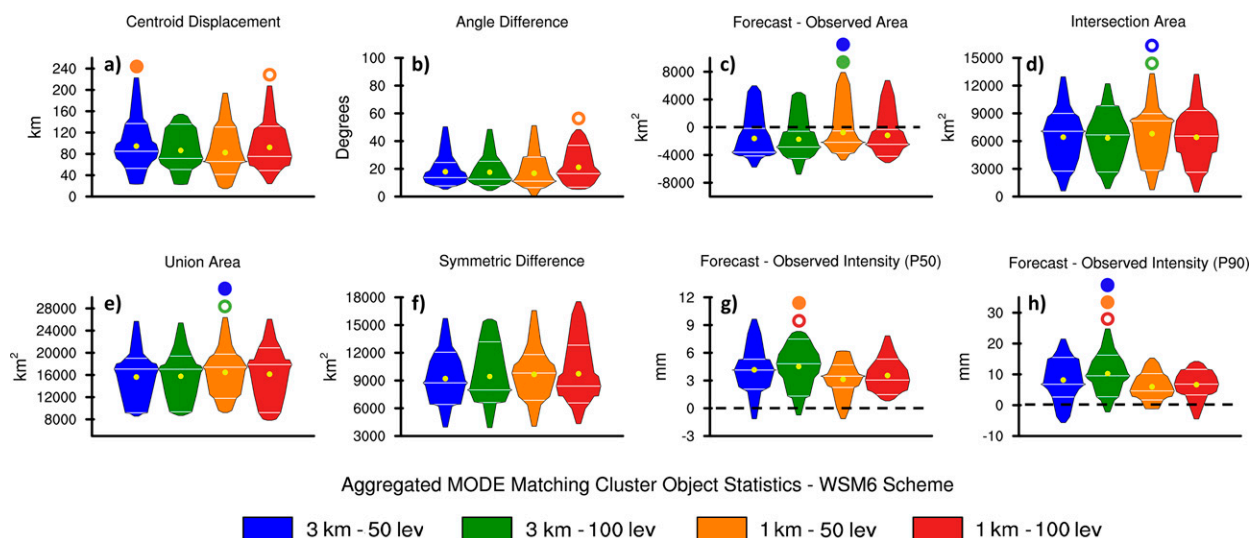 Centroid Displacement
Angle Difference
Forecast - Observed Area
Intersection Area
a)
b)
c)
d)
km
240
200
160
120
80
40
0
Degrees
100
80
60
40
20
0
km²
8000
4000
0
-4000
-8000
km²
15000
12000
9000
6000
3000
0
Union Area
Symmetric Difference
Forecast - Observed Intensity (P50)
Forecast - Observed Intensity (P90)
e)
f)
g)
h)
km²
28000
24000
20000
16000
12000
8000
km²
18000
15000
12000
9000
6000
3000
mm
12
9
6
3
0
-3
mm
30
20
10
0
-10
Aggregated MODE Matching Cluster Object Statistics - WSM6 Scheme
3 km - 50 lev
3 km - 100 lev
1 km - 50 lev
1 km - 100 lev